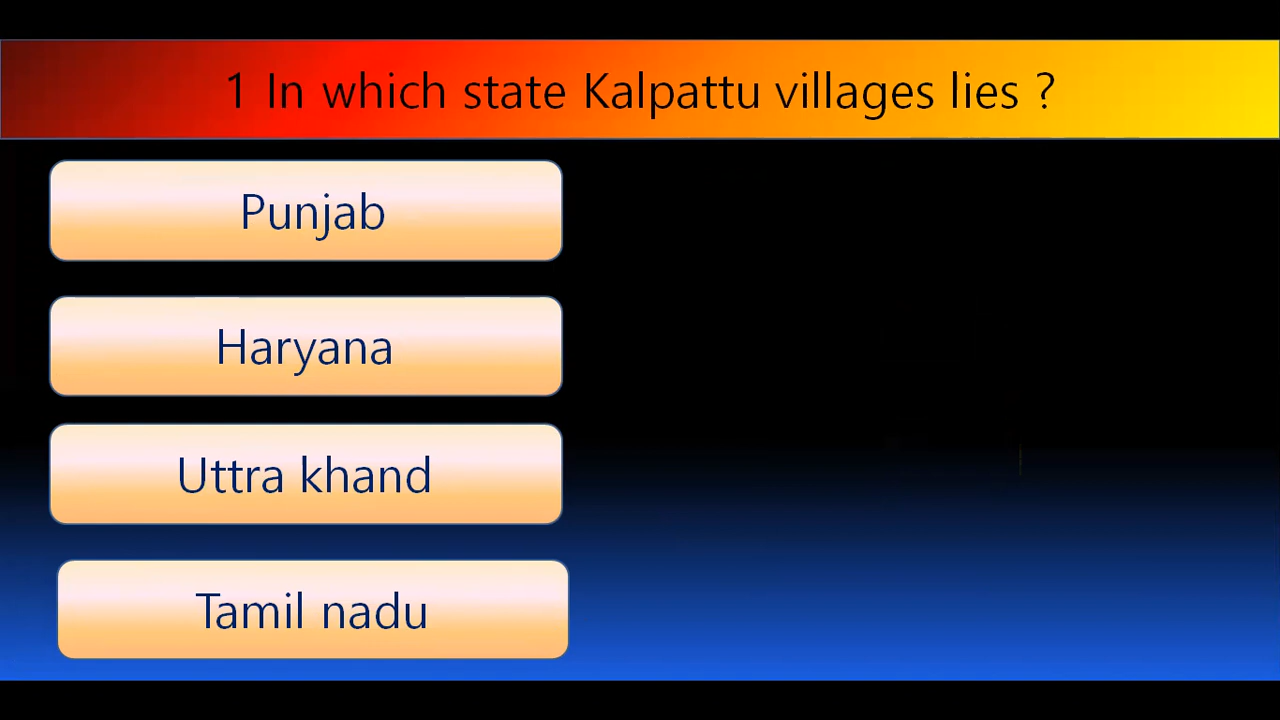 1 In which state Kalpattu villages lies ?
Punjab
Haryana
Uttra khand
Tamil nadu